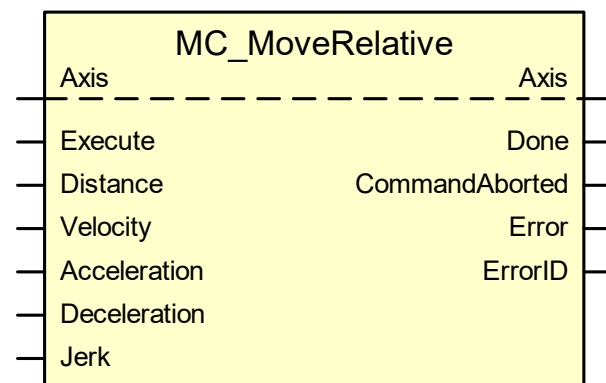 MC_MoveRelative
Axis Axis
Execute Done
Distance CommandAborted
Velocity Error
Acceleration ErrorID
Deceleration
Jerk